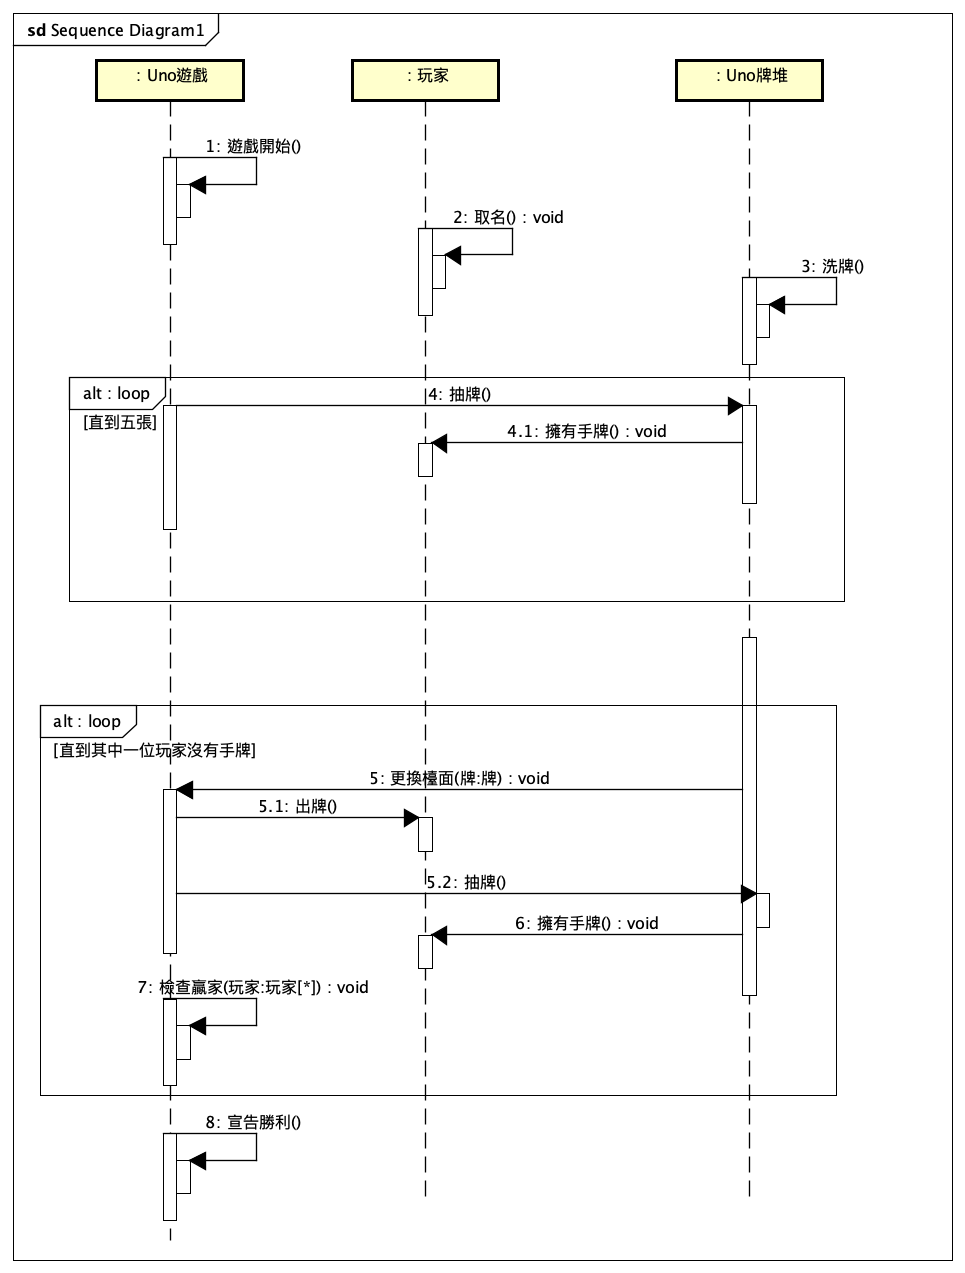 sd Sequence Diagram1
: Uno遊戲
: 玩家
: Uno牌堆
1: 遊戲開始()
2: 取名() : void
3: 洗牌()
alt : loop
4: 抽牌()
[直到五張]
4.1: 擁有手牌() : void
alt : loop
[直到其中一位玩家沒有手牌]
5: 更換檯面(牌:牌) : void
5.1: 出牌()
5.2: 抽牌()
6: 擁有手牌() : void
7: 檢查贏家(玩家:玩家[*]) : void
8: 宣告勝利()